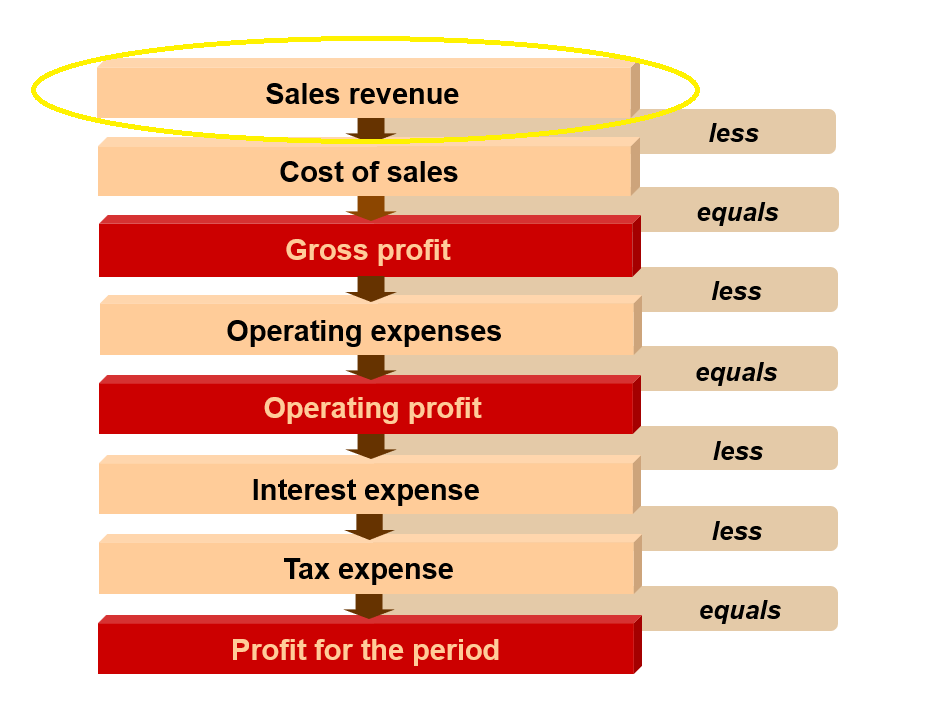 Sales revenue
less
Cost of sales
equals
Gross profit
less
Operating expenses
equals
Operating profit
less
Interest expense
less
Tax expense
equals
Profit for the period